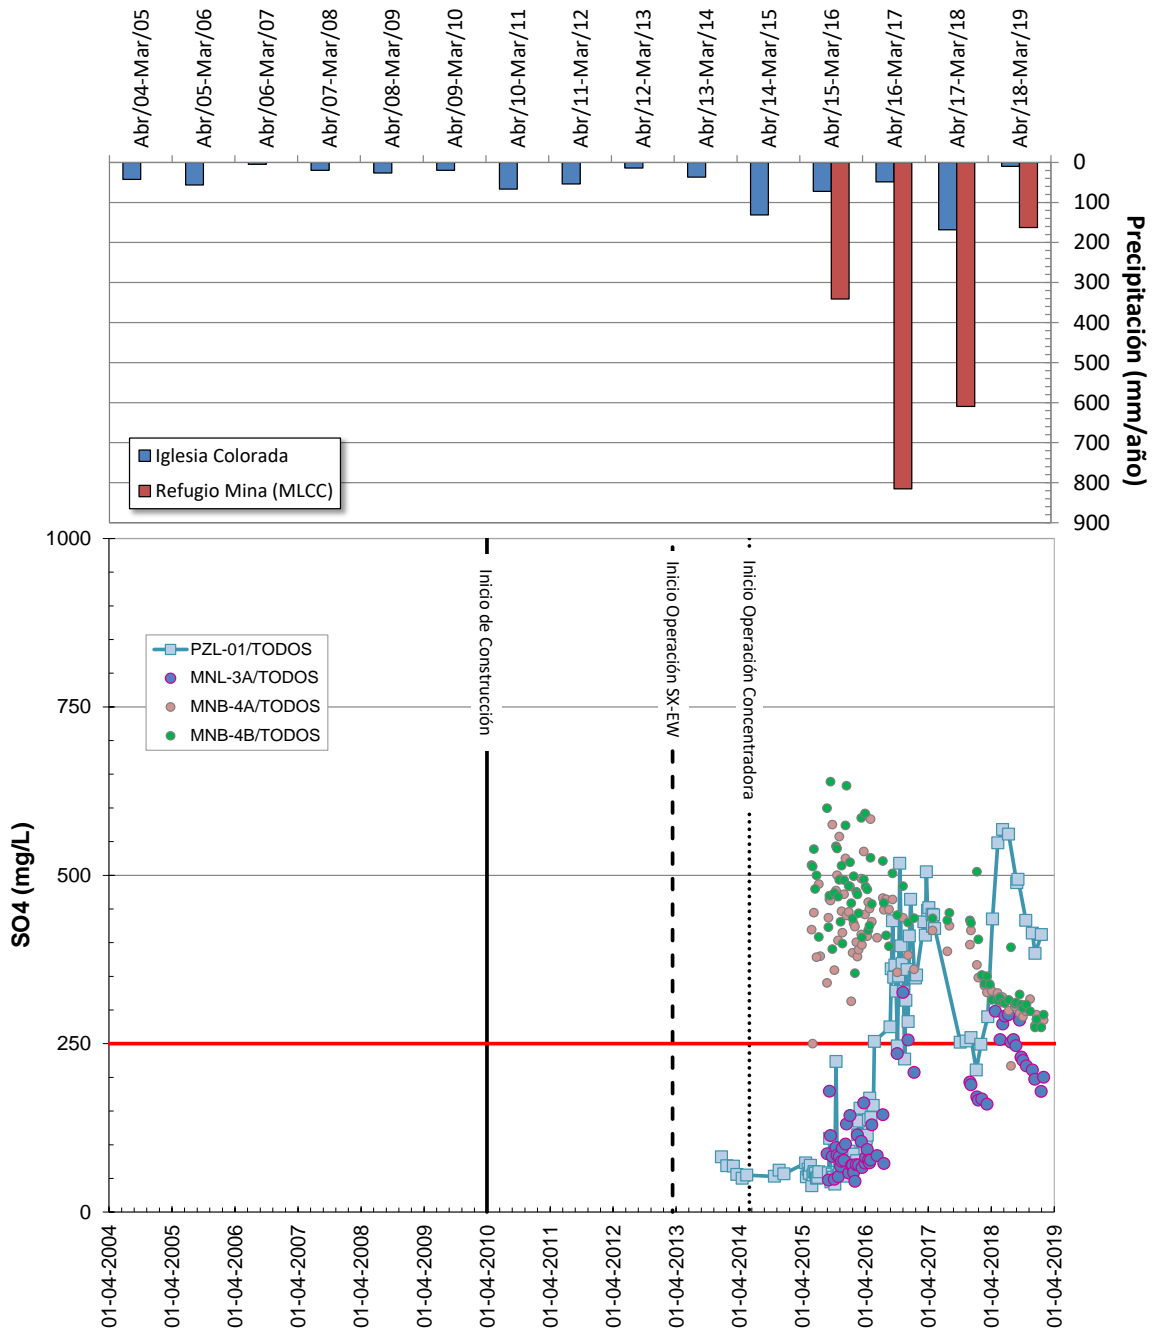 Abr/04-Mar/05
Abr/05-Mar/06
Abr/06-Mar/07
Abr/07-Mar/08
Abr/08-Mar/09
Abr/09-Mar/10
Abr/10-Mar/11
Abr/11-Mar/12
Abr/12-Mar/13
Abr/13-Mar/14
Abr/14-Mar/15
Abr/15-Mar/16
Abr/16-Mar/17
Abr/17-Mar/18
Abr/18-Mar/19
0
100
200
300
400
500
600
700
800
900
Precipitación (mm/año)
Iglesia Colorada
Refugio Mina (MLCC)
1000
750
500
250
0
SO4 (mg/L)
PZL-01/TODOS
MNL-3A/TODOS
MNB-4A/TODOS
MNB-4B/TODOS
Inicio de Construcción
Inicio Operación SX-EW
Inicio Operación Concentradora
01-04-2004
01-04-2005
01-04-2006
01-04-2007
01-04-2008
01-04-2009
01-04-2010
01-04-2011
01-04-2012
01-04-2013
01-04-2014
01-04-2015
01-04-2016
01-04-2017
01-04-2018
01-04-2019